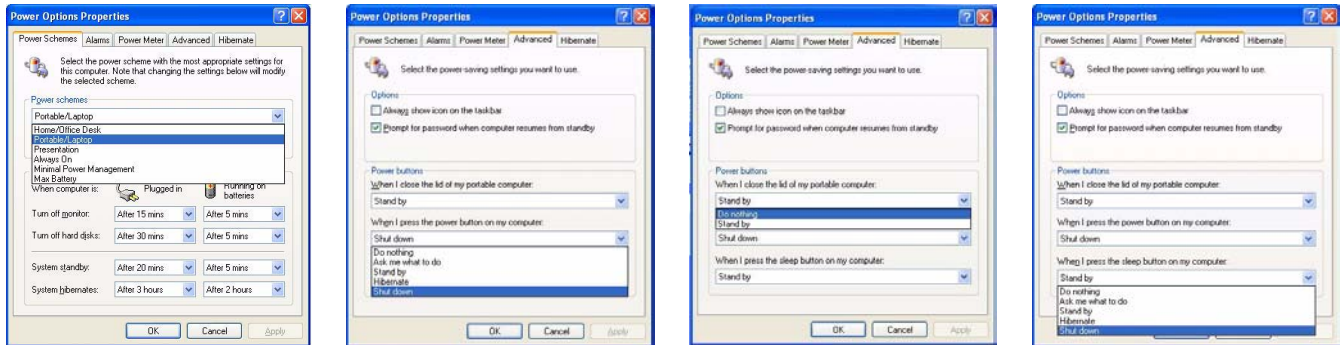 Power Options Properties
Power Schemes Alarms Power Meter Advanced Hibernate
Select the power scheme with the most appropriate settings for
this computer. Note that changing the settings below will modify
the selected scheme.
Power schemes
Portable/Laptop
Home/Office Desk
Portable/Laptop
Presentation
Always On
Minimal Power Management
Max Battery
When computer is: Plugged in Running on
batteries
Turn off monitor: After 15 mins After 5 mins
Turn off hard disks: After 30 mins After 5 mins
System standby: After 20 mins After 5 mins
System hibernates: After 3 hours After 2 hours
OK Cancel Apply
Power Options Properties
Power Schemes Alarms Power Meter Advanced Hibernate
Select the power-saving settings you want to use.
Options
Always show icon on the taskbar
Prompt for password when computer resumes from standby
Power buttons
When I close the lid of my portable computer:
Stand by
When I press the power button on my computer:
Shut down
Do nothing
Ask me what to do
Stand by
Hibernate
Shut down
OK Cancel Apply
Power Options Properties
Power Schemes Alarms Power Meter Advanced Hibernate
Select the power-saving settings you want to use.
Options
Always show icon on the taskbar
Prompt for password when computer resumes from standby
Power buttons
When I close the lid of my portable computer:
Stand by
Do nothing
Stand by
Shut down
When I press the sleep button on my computer:
Stand by
OK Cancel Apply
Power Options Properties
Power Schemes Alarms Power Meter Advanced Hibernate
Select the power-saving settings you want to use.
Options
Always show icon on the taskbar
Prompt for password when computer resumes from standby
Power buttons
When I close the lid of my portable computer:
Stand by
When I press the power button on my computer:
Shut down
When I press the sleep button on my computer:
Stand by
Do nothing
Ask me what to do
Stand by
Hibernate
Shut down